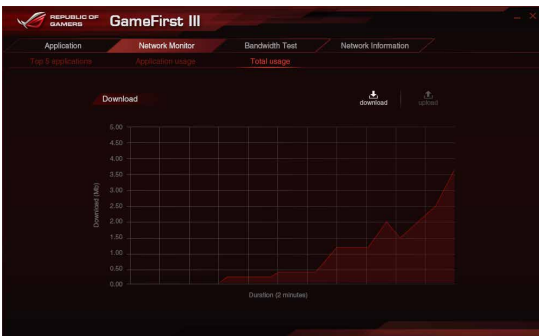 REPUBLIC OF
GAMERS
GameFirst III
Application
Network Monitor
Bandwidth Test
Network Information
Top 5 applications
Application usage
Total usage
Download
download
upload
5.00
4.50
4.00
3.50
3.00
2.50
2.00
1.50
1.00
0.50
0.00
Download (Mb)
Duration (2 minutes)